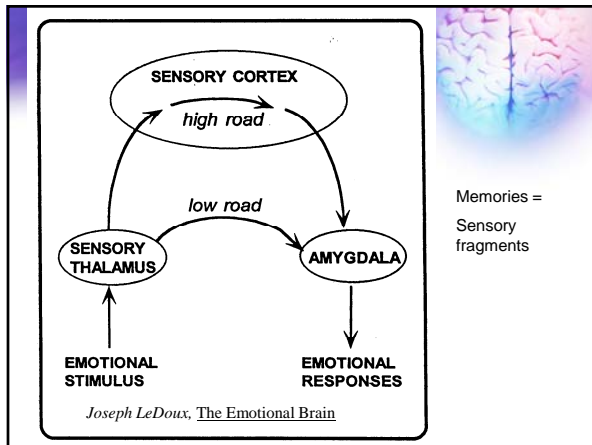 SENSORY CORTEX
high road
low road
SENSORY
THALAMUS
AMYGDALA
EMOTIONAL
STIMULUS
EMOTIONAL
RESPONSES
Joseph LeDoux, The Emotional Brain
Memories =
Sensory
fragments